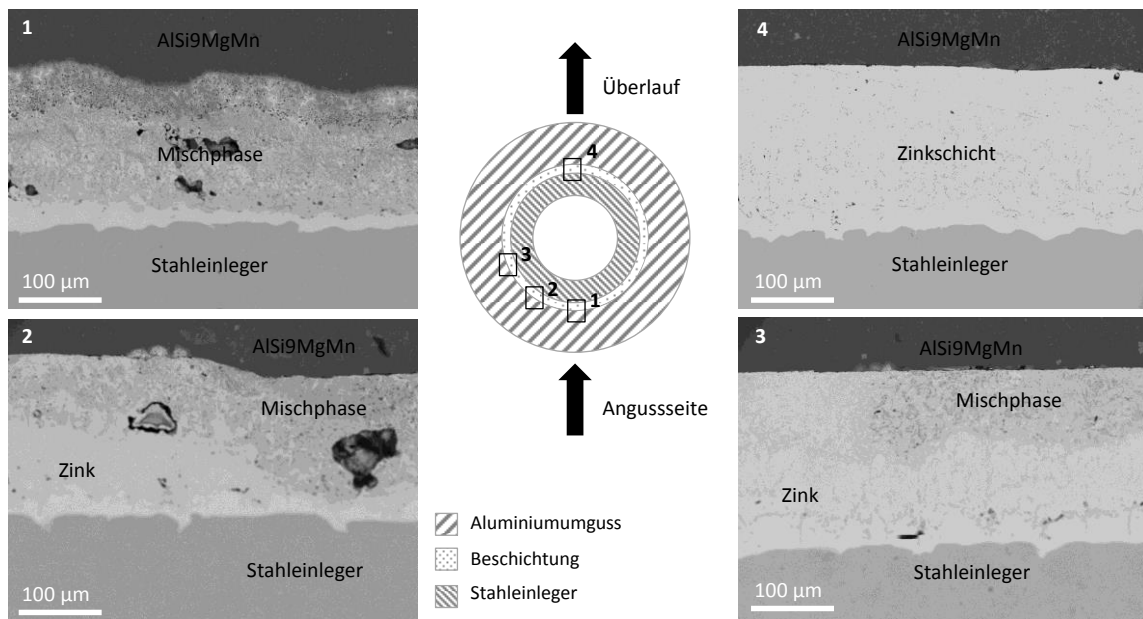 1
AlSi9MgMn
Mischphase
Stahleinleger
100 µm
2
AlSi9MgMn
Mischphase
Zink
Stahleinleger
100 µm
Überlauf
4
3
2
1
Angussseite
Aluminiumumguss
Beschichtung
Stahleinleger
4
AlSi9MgMn
Zinkschicht
Stahleinleger
100 µm
3
AlSi9MgMn
Mischphase
Zink
Stahleinleger
100 µm